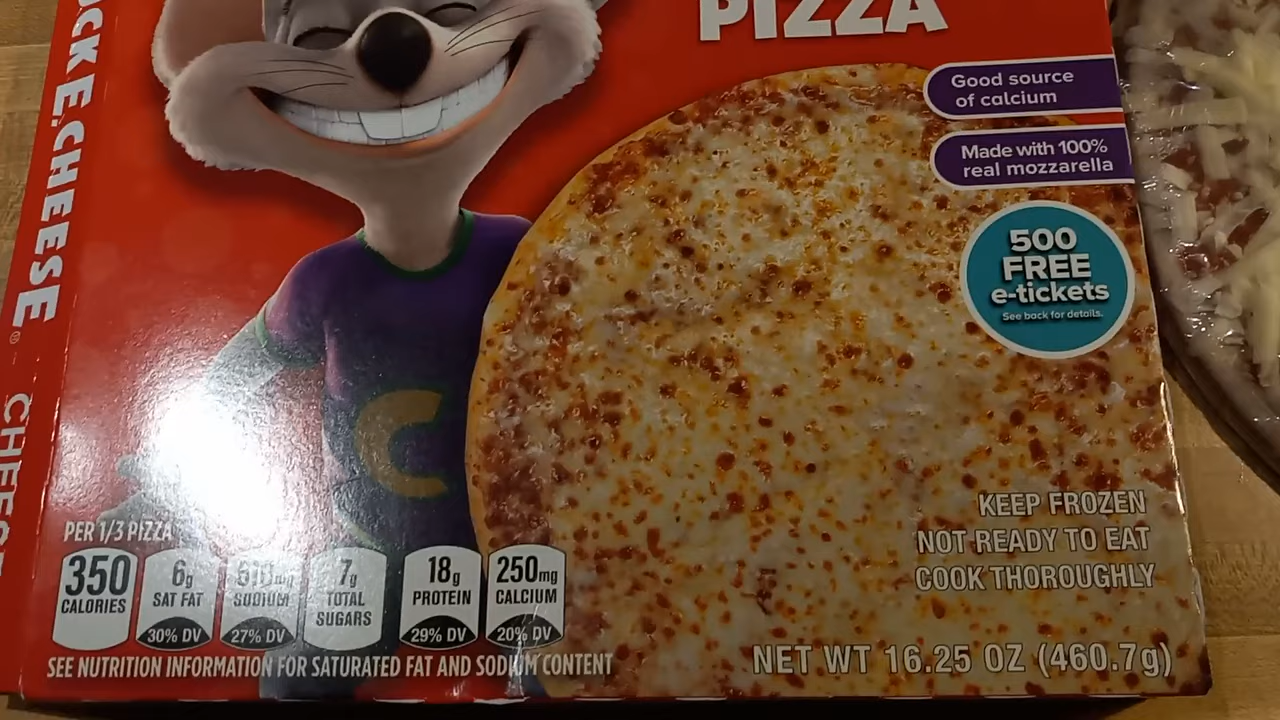 CK E. CHEESE®
CHEES
PIZZA
Good source
of calcium
Made with 100%
real mozzarella
500
FREE
e-tickets
See back for details.
C
KEEP FROZEN
NOT READY TO EAT
COOK THOROUGHLY
PER 1/3 PIZZA
350
CALORIES
6g
SAT FAT
30% DV
610mg
SODIUM
27% DV
7g
TOTAL
SUGARS
18g
PROTEIN
29% DV
250mg
CALCIUM
20% DV
SEE NUTRITION INFORMATION FOR SATURATED FAT AND SODIUM CONTENT
NET WT 16.25 OZ (460.7g)